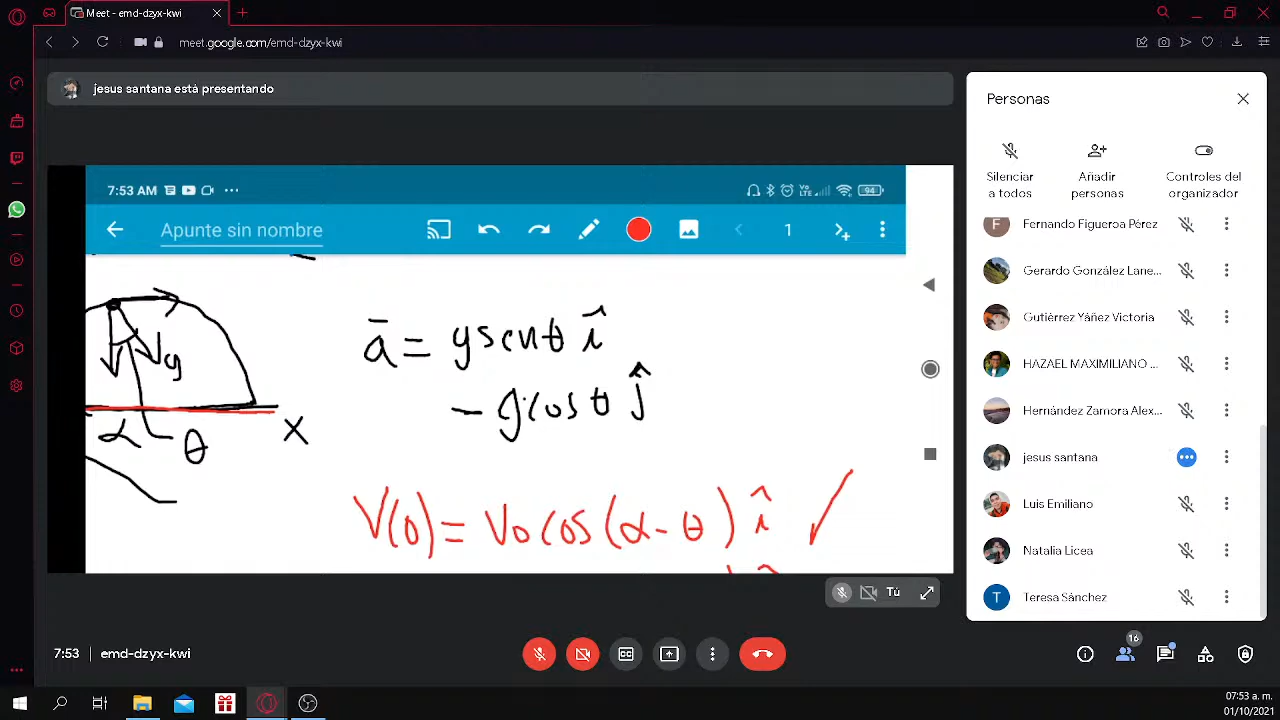 Meet - emd-dzyx-kwi
meet.google.com/emd-dzyx-kwi
jesus santana está presentando
7:53 AM
Vo LTE
94
Apunte sin nombre
1
g
α
θ
X
ā = gsenθ î
- gcosθ ĵ
V(0) = Vo cos(α-θ) î ✓
Tú
Personas
Silenciar a todos
Añadir personas
Controles del organizador
Fernando Figueroa Pérez
Gerardo González Lane...
Gutiérrez Yáñez Victoria
HAZAEL MAXIMILIANO ...
Hernández Zamora Alex...
jesus santana
Luis Emiliano
Natalia Licea
T
Teresa Sánchez
7:53 | emd-dzyx-kwi
16
07:53 a. m.
01/10/2021